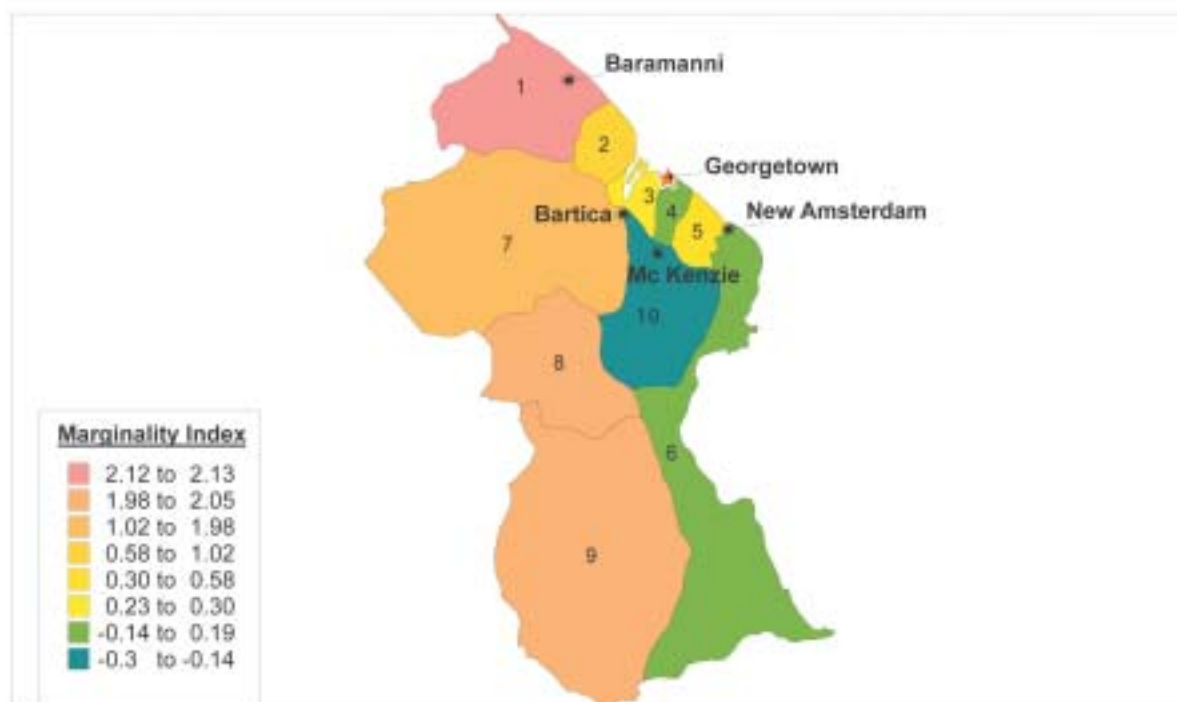 Baramanni
1
2
Georgetown
3
Bartica
4
New Amsterdam
5
7
Mc Kenzie
10
8
6
9
Marginality Index
2.12 to 2.13
1.98 to 2.05
1.02 to 1.98
0.58 to 1.02
0.30 to 0.58
0.23 to 0.30
-0.14 to 0.19
-0.3 to -0.14